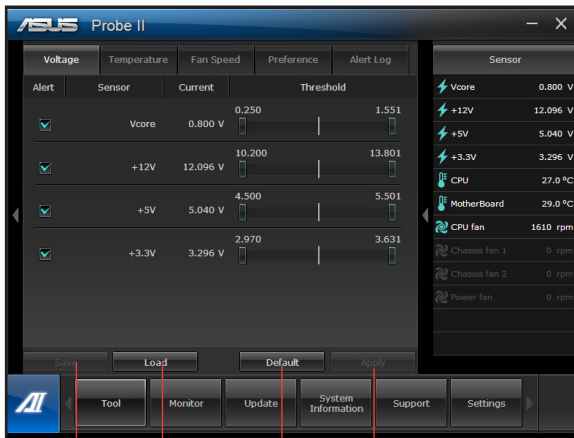 ASUS Probe II
Voltage Temperature Fan Speed Preference Alert Log
Sensor
Alert Sensor Current Threshold
Vcore 0.800 V 0.250 1.551
+12V 12.096 V 10.200 13.801
+5V 5.040 V 4.500 5.501
+3.3V 3.296 V 2.970 3.631
Vcore 0.800 V
+12V 12.096 V
+5V 5.040 V
+3.3V 3.296 V
CPU 27.0 ºC
MotherBoard 29.0 ºC
CPU fan 1610 rpm
Chassis fan 1 0 rpm
Chassis fan 2 0 rpm
Power fan 0 rpm
Save Load Default Apply
AI
Tool Monitor Update System Information Support Settings